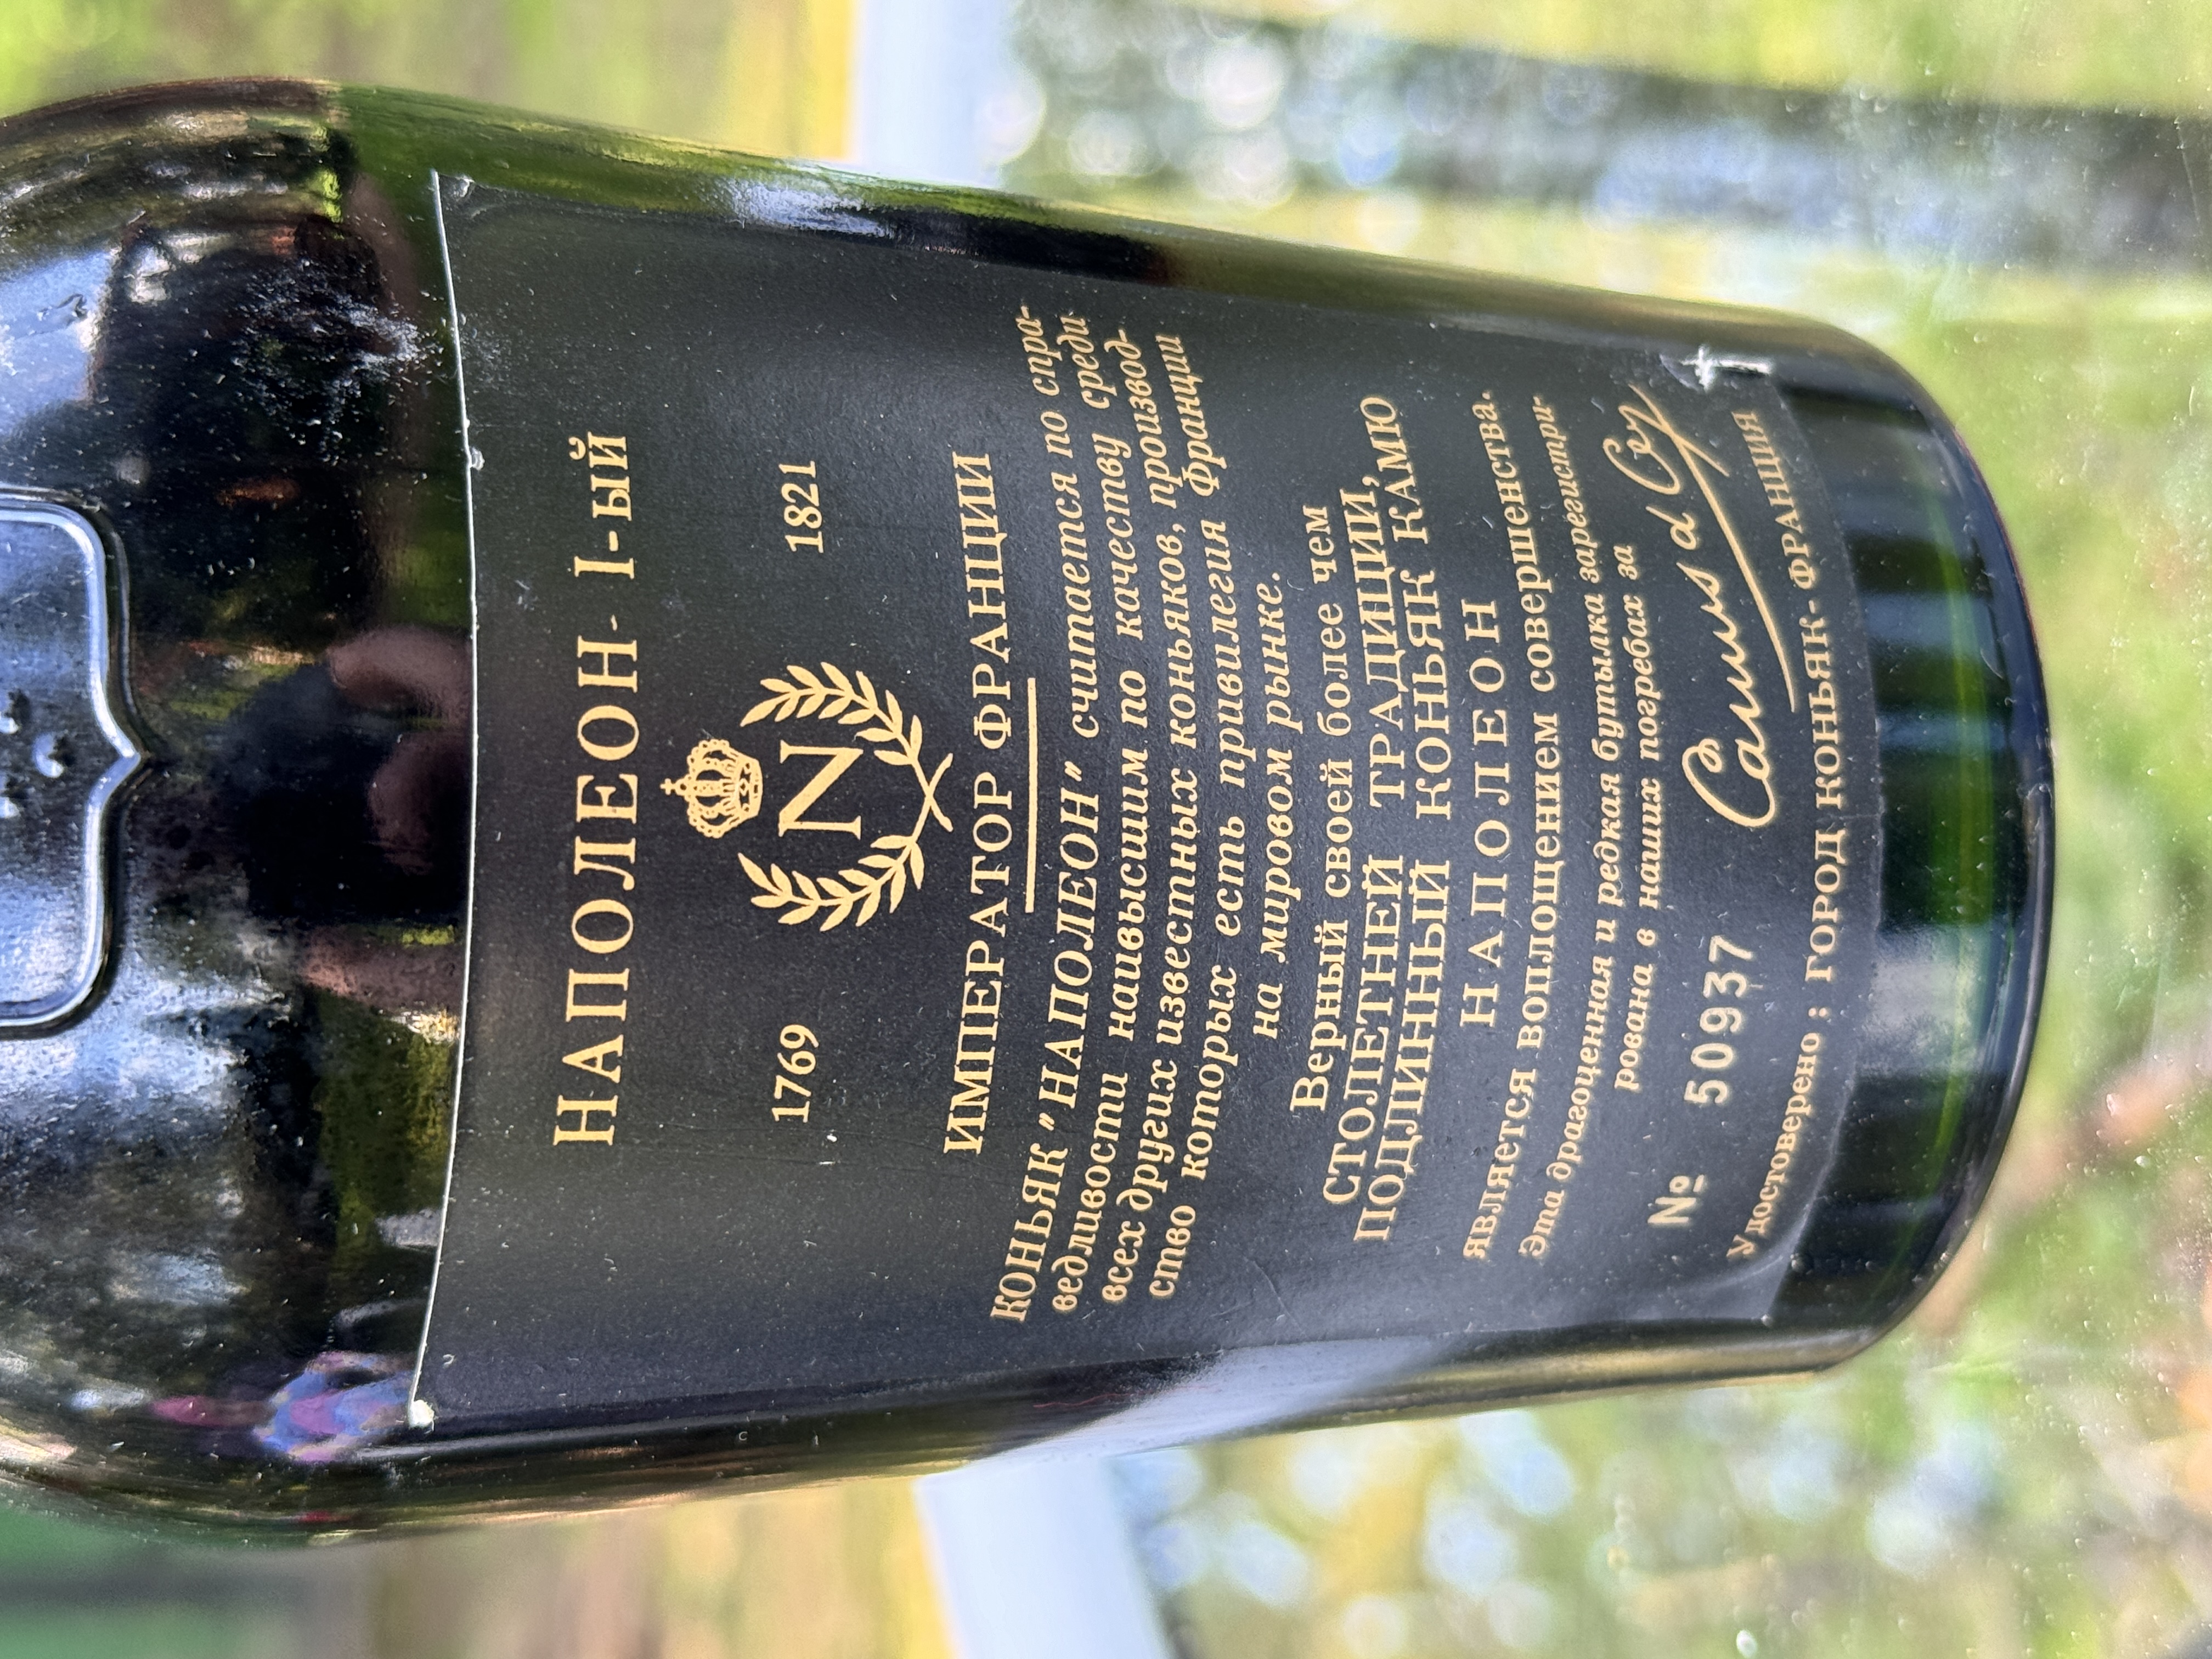 НАПОЛЕОН - I-ЫЙ
N
1769 1821
ИМПЕРАТОР ФРАНЦИИ
КОНЬЯК "НАПОЛЕОН" считается по спра-
ведливости наивысшим по качеству среди
всех других известных коньяков, производ-
ство которых есть привилегия Франции
на мировом рынке.
Верный своей более чем
СТОЛЕТНЕЙ ТРАДИЦИИ,
ПОДЛИННЫЙ КОНЬЯК КАМЮ
НАПОЛЕОН
является воплощением совершенства.
Эта драгоценная и редкая бутылка зарегистри-
рована в наших погребах за
№ 50937 Camus & Co
Удостоверено : ГОРОД КОНЬЯК - ФРАНЦИЯ